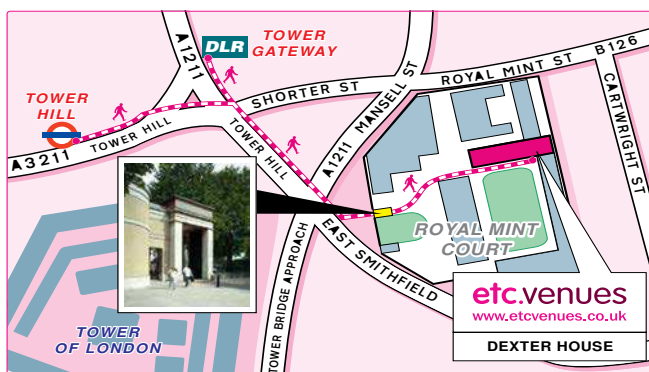 A1211
DLR
TOWER
GATEWAY
TOWER
HILL
A3211
TOWER HILL
SHORTER ST
TOWER HILL
A1211 MANSELL ST
ROYAL MINT ST
B126
CARTWRIGHT ST
ROYAL MINT
COURT
EAST SMITHFIELD
TOWER BRIDGE APPROACH
TOWER
OF LONDON
etc.venues
www.etcvenues.co.uk
DEXTER HOUSE